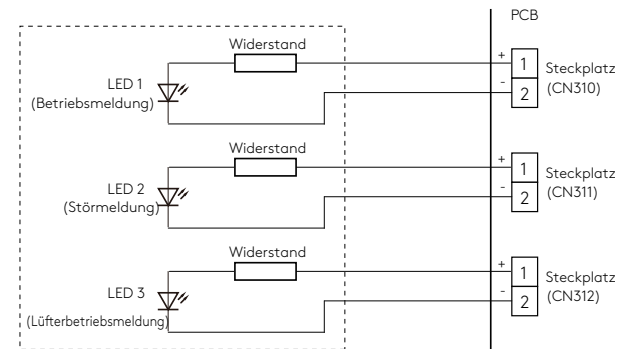 PCB
Widerstand
LED 1
(Betriebsmeldung)
+
-
1
2
Steckplatz
(CN310)
Widerstand
LED 2
(Störmeldung)
+
-
1
2
Steckplatz
(CN311)
Widerstand
LED 3
(Lüfterbetriebsmeldung)
+
-
1
2
Steckplatz
(CN312)